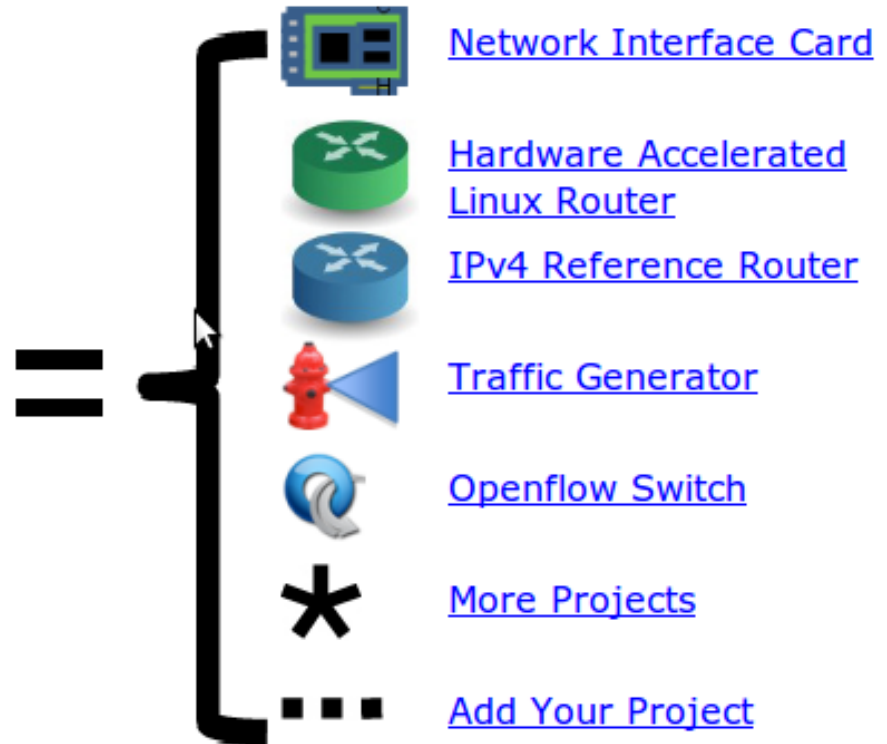 Network Interface Card
Hardware Accelerated
Linux Router
IPv4 Reference Router
=
Traffic Generator
Openflow Switch
* More Projects
... Add Your Project